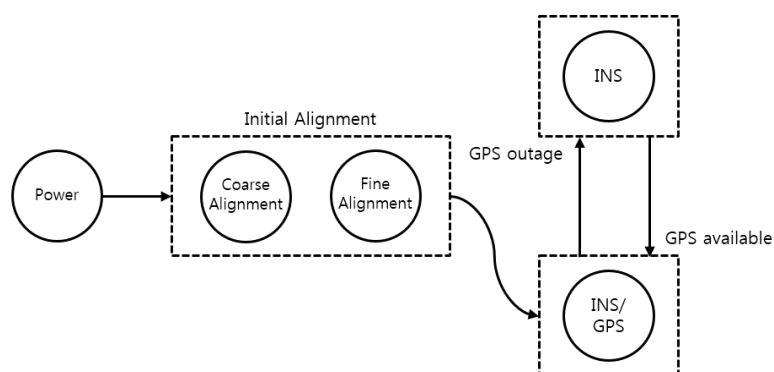 Power
Initial Alignment
Coarse
Alignment
Fine
Alignment
INS
GPS outage
GPS available
INS/
GPS